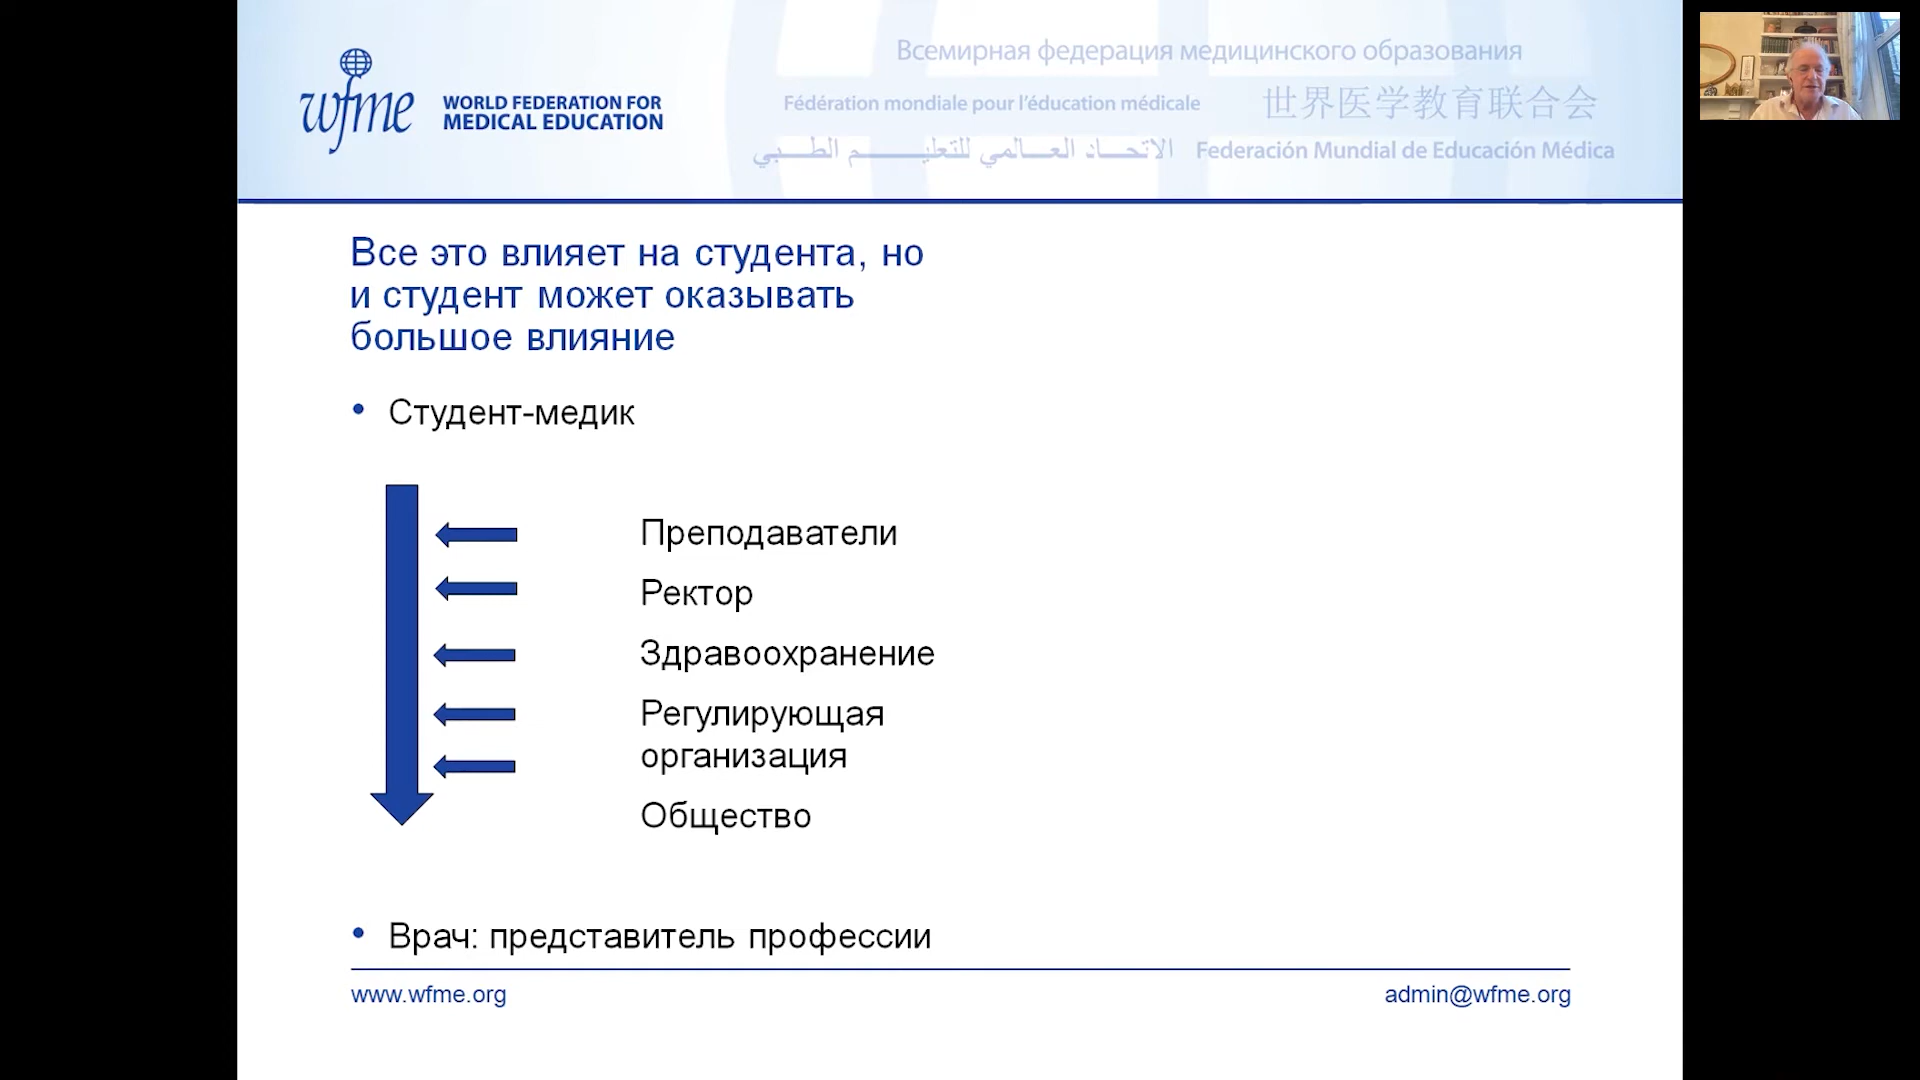 wfme
WORLD FEDERATION FOR
MEDICAL EDUCATION
Всемирная федерация медицинского образования
Fédération mondiale pour l'éducation médicale
世界医学教育联合会
الاتحـــاد العـــالمي للتعليـــــــم الطـــبي
Federación Mundial de Educación Médica
Все это влияет на студента, но
и студент может оказывать
большое влияние
• Студент-медик
Преподаватели
Ректор
Здравоохранение
Регулирующая
организация
Общество
• Врач: представитель профессии
www.wfme.org
admin@wfme.org